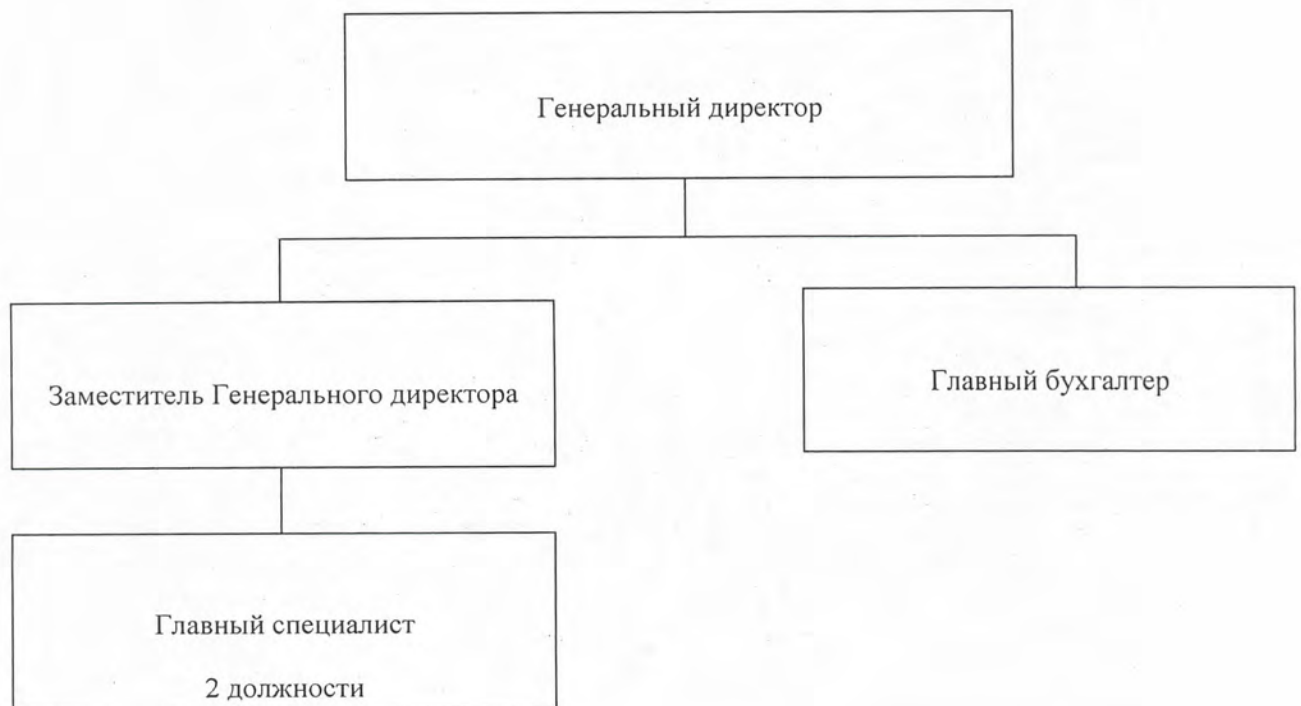 Генеральный директор
Заместитель Генерального директора
Главный бухгалтер
Главный специалист
2 должности